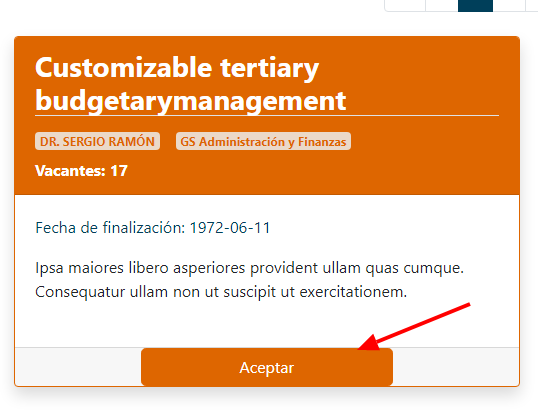 Customizable tertiary
budgetarymanagement
DR. SERGIO RAMÓN GS Administración y Finanzas
Vacantes: 17
Fecha de finalización: 1972-06-11
Ipsa maiores libero asperiores provident ullam quas cumque.
Consequatur ullam non ut suscipit ut exercitationem.
Aceptar